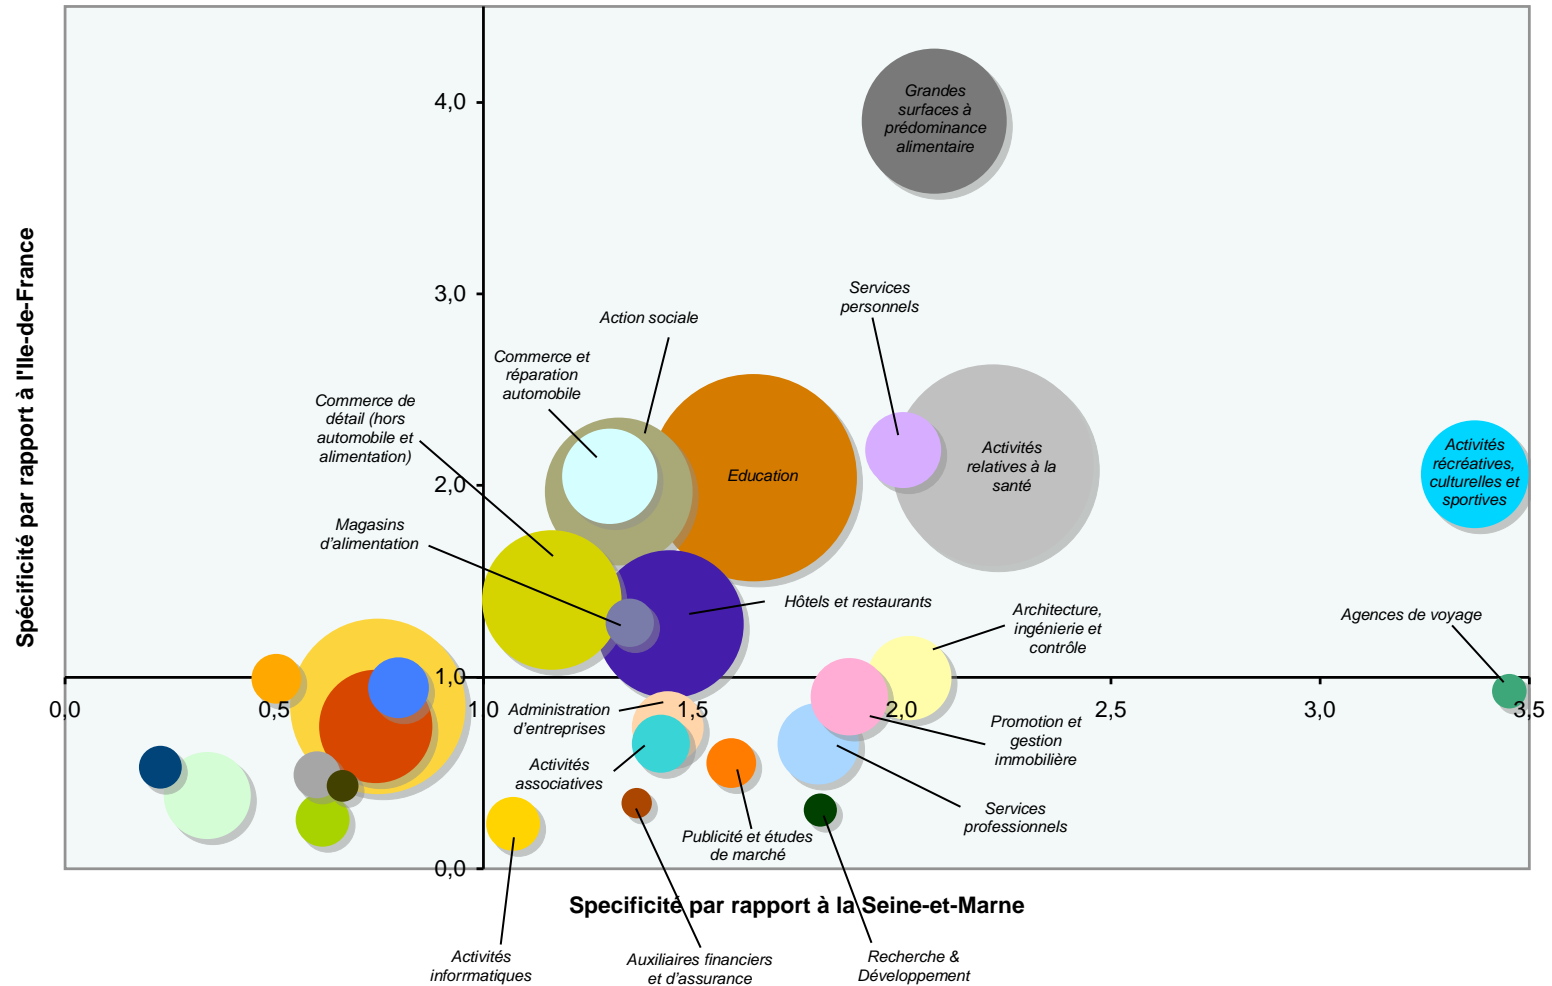 4,0
3,0
2,0
1,0
0,0
Spécificité par rapport à l'Ile-de-France
Grandes
surfaces à
prédominance
alimentaire
Services
personnels
Action sociale
Commerce et
réparation
automobile
Commerce de
détail (hors
automobile et
alimentation)
Education
Activités
relatives à la
santé
Activités
récréatives,
culturelles et
sportives
Magasins
d'alimentation
Hôtels et restaurants
Architecture,
ingénierie et
contrôle
Agences de voyage
0,0
0,5
1,0
1,5
2,0
2,5
3,0
3,5
Administration
d'entreprises
Promotion et
gestion
immobilière
Activités
associatives
Services
professionnels
Publicité et études
de marché
Specificité par rapport à la Seine-et-Marne
Activités
inforrmatiques
Auxiliaires financiers
et d'assurance
Recherche &
Développement